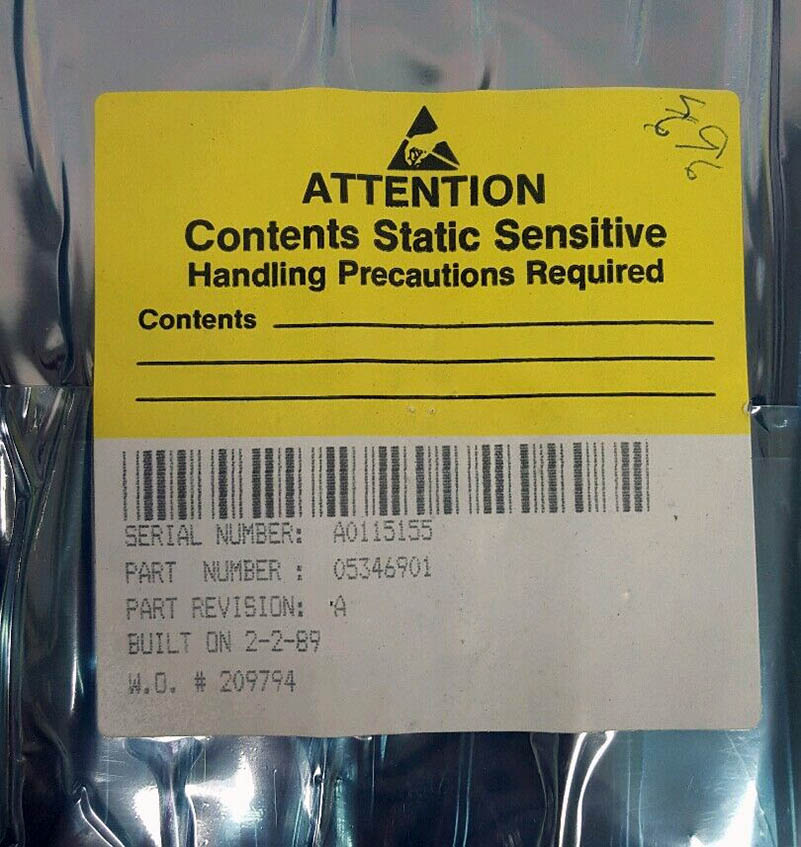 ATTENTION
Contents Static Sensitive
Handling Precautions Required
Contents
SERIAL NUMBER: A0115155
PART NUMBER : 05346901
PART REVISION: A
BUILT ON 2-2-89
W.O. # 209794